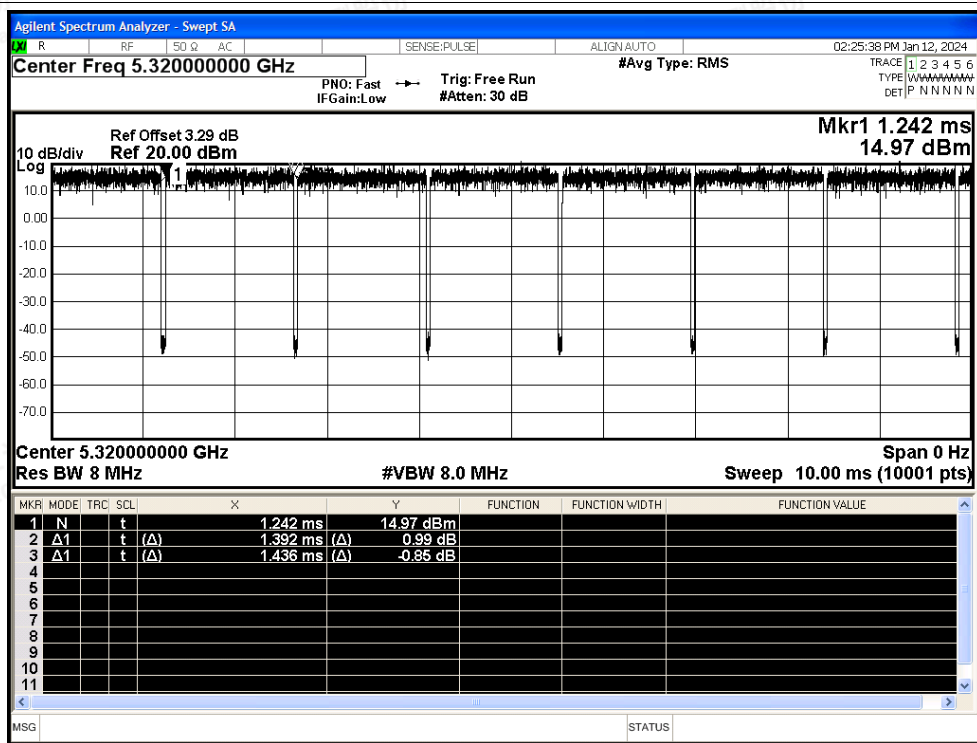 Agilent Spectrum Analyzer - Swept SA
LXI R RF 50 Ω AC SENSE:PULSE ALIGN AUTO 02:25:38 PM Jan 12, 2024
Center Freq 5.320000000 GHz #Avg Type: RMS TRACE 1 2 3 4 5 6
PNO: Fast Trig: Free Run TYPE
IFGain:Low #Atten: 30 dB DET P N N N N N
Mkr1 1.242 ms
Ref Offset 3.29 dB
10 dB/div Ref 20.00 dBm 14.97 dBm
Log
1
10.0
0.00
-10.0
-20.0
-30.0
-40.0
-50.0
-60.0
-70.0
Center 5.320000000 GHz Span 0 Hz
Res BW 8 MHz #VBW 8.0 MHz Sweep 10.00 ms (10001 pts)
MKR MODE TRC SCL X Y FUNCTION FUNCTION WIDTH FUNCTION VALUE
1 N t 1.242 ms 14.97 dBm
2 Δ1 t (Δ) 1.392 ms (Δ) 0.99 dB
3 Δ1 t (Δ) 1.436 ms (Δ) -0.85 dB
4
5
6
7
8
9
10
11
MSG STATUS